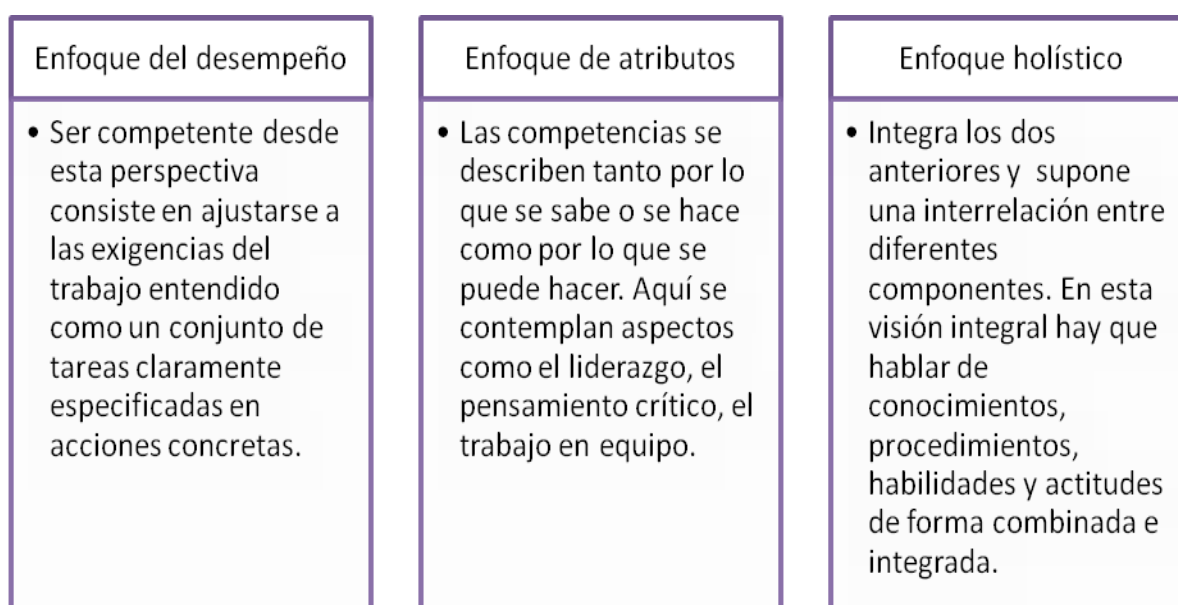 Enfoque del desempeño
• Ser competente desde
esta perspectiva
consiste en ajustarse a
las exigencias del
trabajo entendido
como un conjunto de
tareas claramente
especificadas en
acciones concretas.
Enfoque de atributos
• Las competencias se
describen tanto por lo
que se sabe o se hace
como por lo que se
puede hacer. Aquí se
contemplan aspectos
como el liderazgo, el
pensamiento crítico, el
trabajo en equipo.
Enfoque holístico
• Integra los dos
anteriores y supone
una interrelación entre
diferentes
componentes. En esta
visión integral hay que
hablar de
conocimientos,
procedimientos,
habilidades y actitudes
de forma combinada e
integrada.